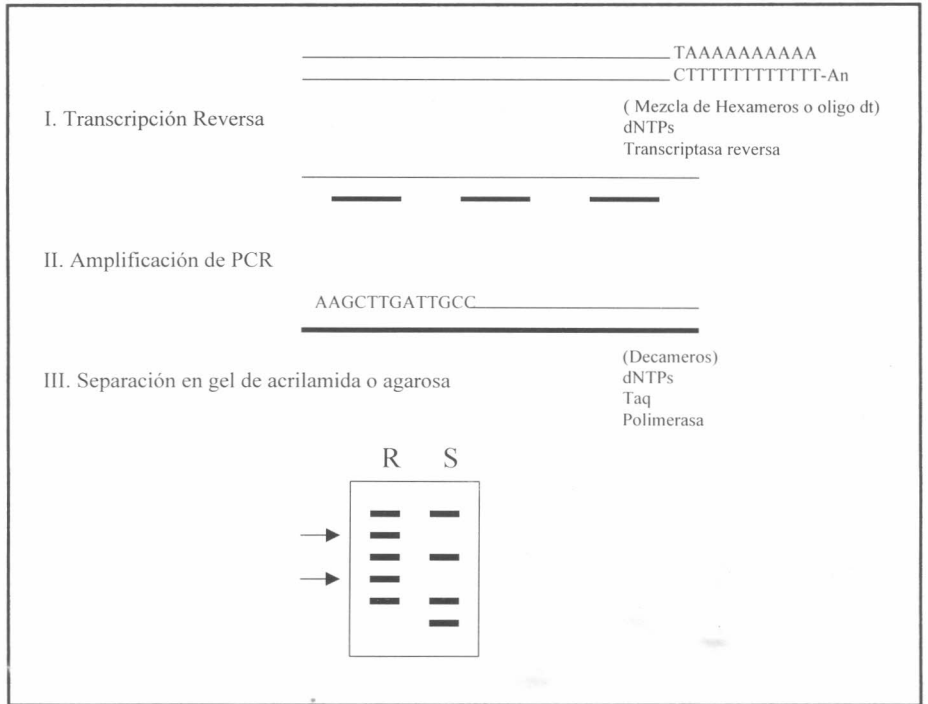 TAAAAAAAAAA
CTTTTTTTTTTTT-An
I. Transcripción Reversa
( Mezcla de Hexameros o oligo dt)
dNTPs
Transcriptasa reversa
II. Amplificación de PCR
AAGCTTGATTGCC
(Decameros)
III. Separación en gel de acrilamida o agarosa
dNTPs
Taq
Polimerasa
R S